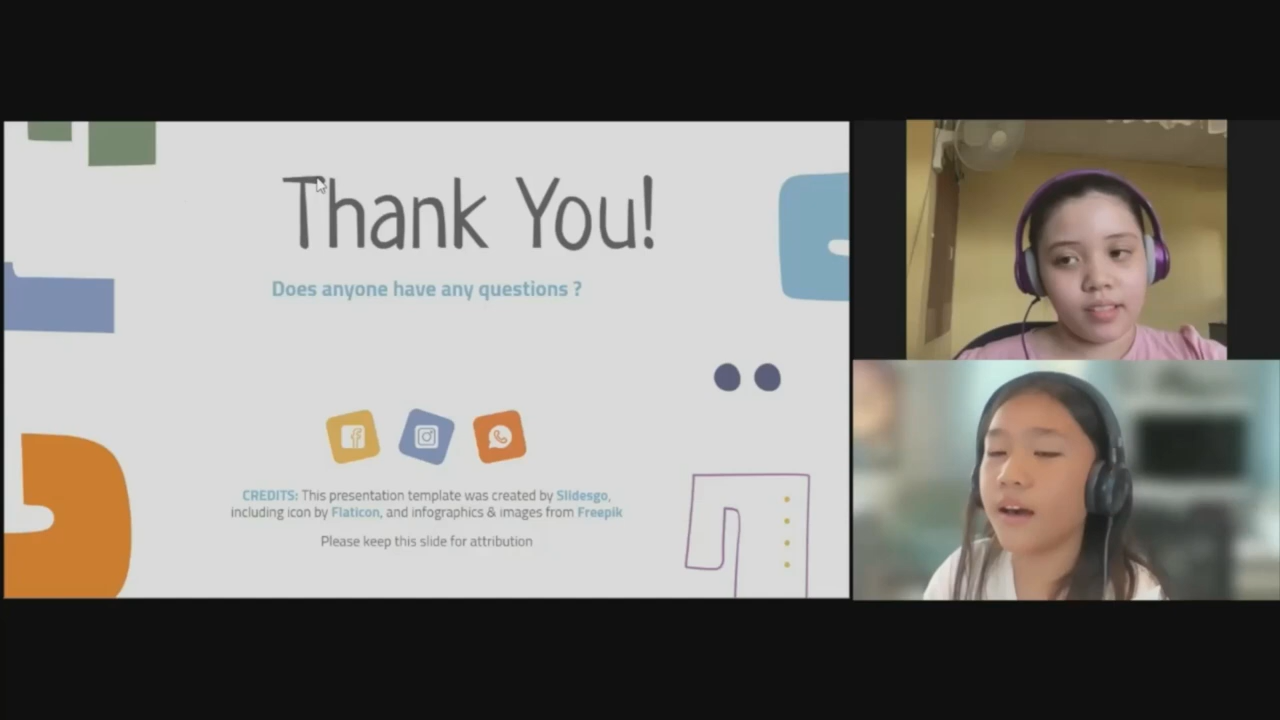 Thank You!
Does anyone have any questions ?
CREDITS: This presentation template was created by Slidesgo,
including icon by Flaticon, and infographics & images from Freepik
Please keep this slide for attribution